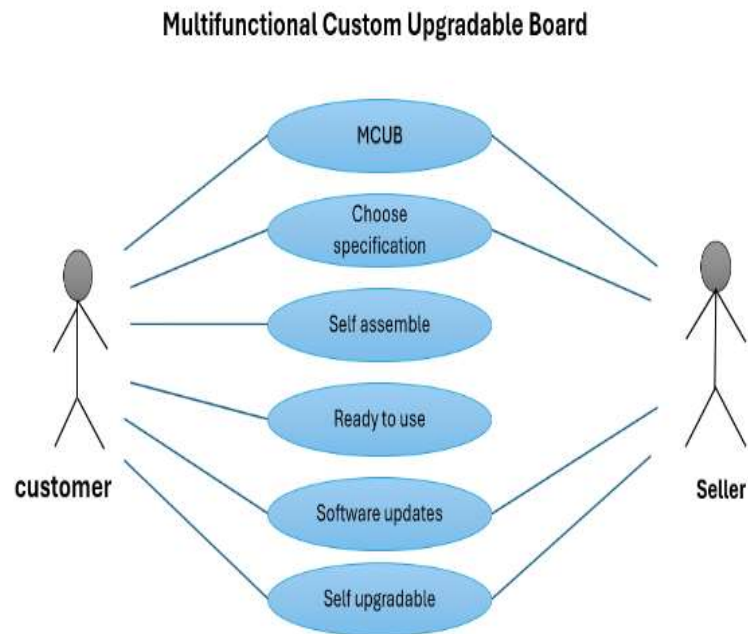 Multifunctional Custom Upgradable Board
MCUB
Choose
specification
Self assemble
Ready to use
Software updates
Self upgradable
customer
Seller